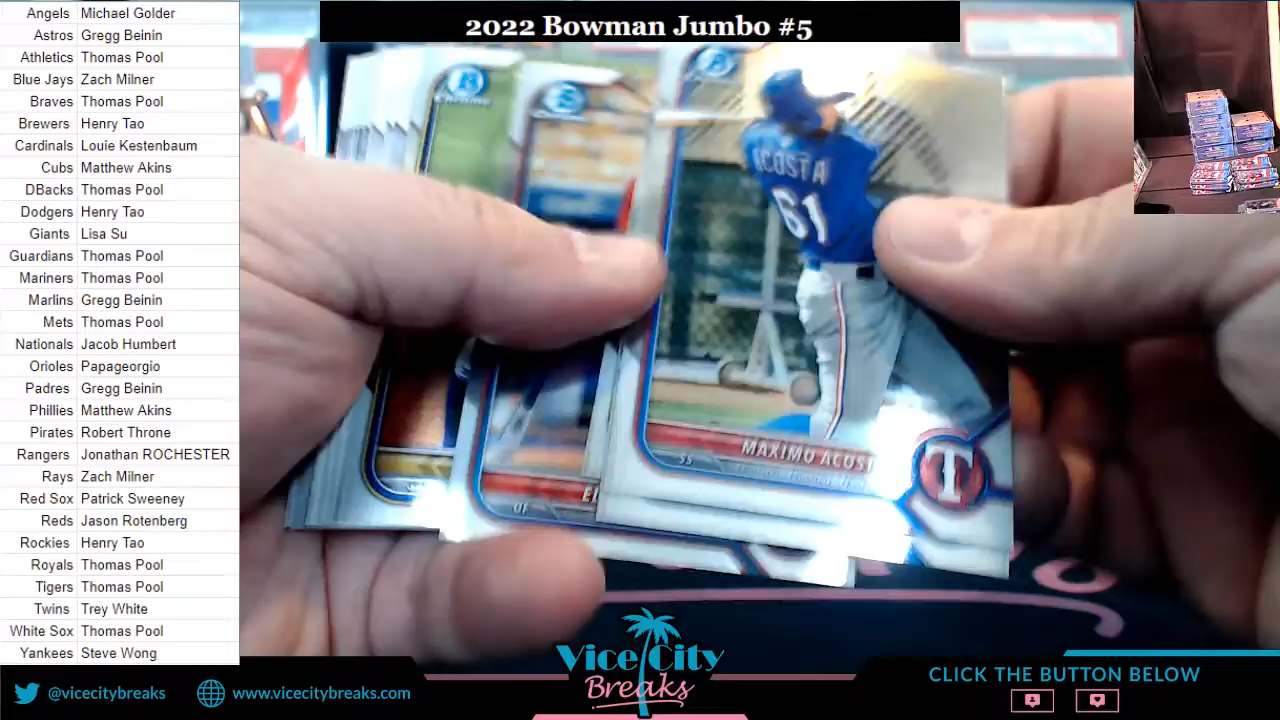 2022 Bowman Jumbo #5
Angels Michael Golder
Astros Gregg Beinin
Athletics Thomas Pool
Blue Jays Zach Milner
Braves Thomas Pool
Brewers Henry Tao
Cardinals Louie Kestenbaum
Cubs Matthew Akins
DBacks Thomas Pool
Dodgers Henry Tao
Giants Lisa Su
Guardians Thomas Pool
Mariners Thomas Pool
Marlins Gregg Beinin
Mets Thomas Pool
Nationals Jacob Humbert
Orioles Papageorgio
Padres Gregg Beinin
Phillies Matthew Akins
Pirates Robert Throne
Rangers Jonathan ROCHESTER
Rays Zach Milner
Red Sox Patrick Sweeney
Reds Jason Rotenberg
Rockies Henry Tao
Royals Thomas Pool
Tigers Thomas Pool
Twins Trey White
White Sox Thomas Pool
Yankees Steve Wong
Chrome
ACOSTA
61
MAXIMO ACOST
SS
T
EL
OF
Vice City
Breaks
@vicecitybreaks
www.vicecitybreaks.com
CLICK THE BUTTON BELOW